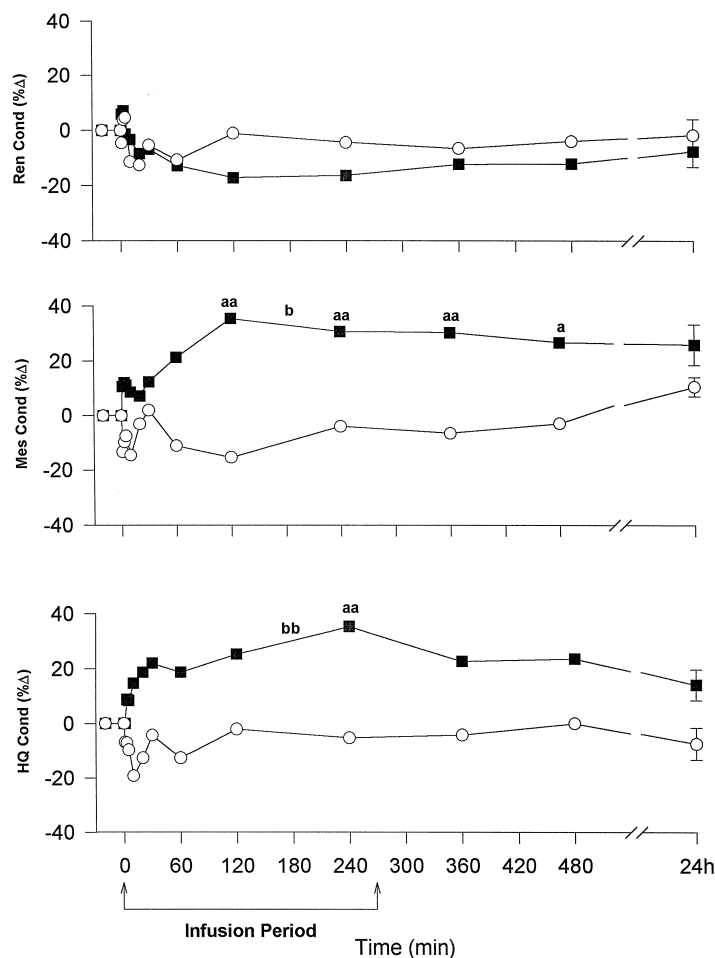 Ren Cond (%Δ)
40
20
0
-20
-40
Mes Cond (%Δ)
40
20
0
-20
-40
aa b aa aa a
HQ Cond (%Δ)
40
20
0
-20
-40
bb aa
0 60 120 180 240 300 360 420 480 24h
Infusion Period
Time (min)